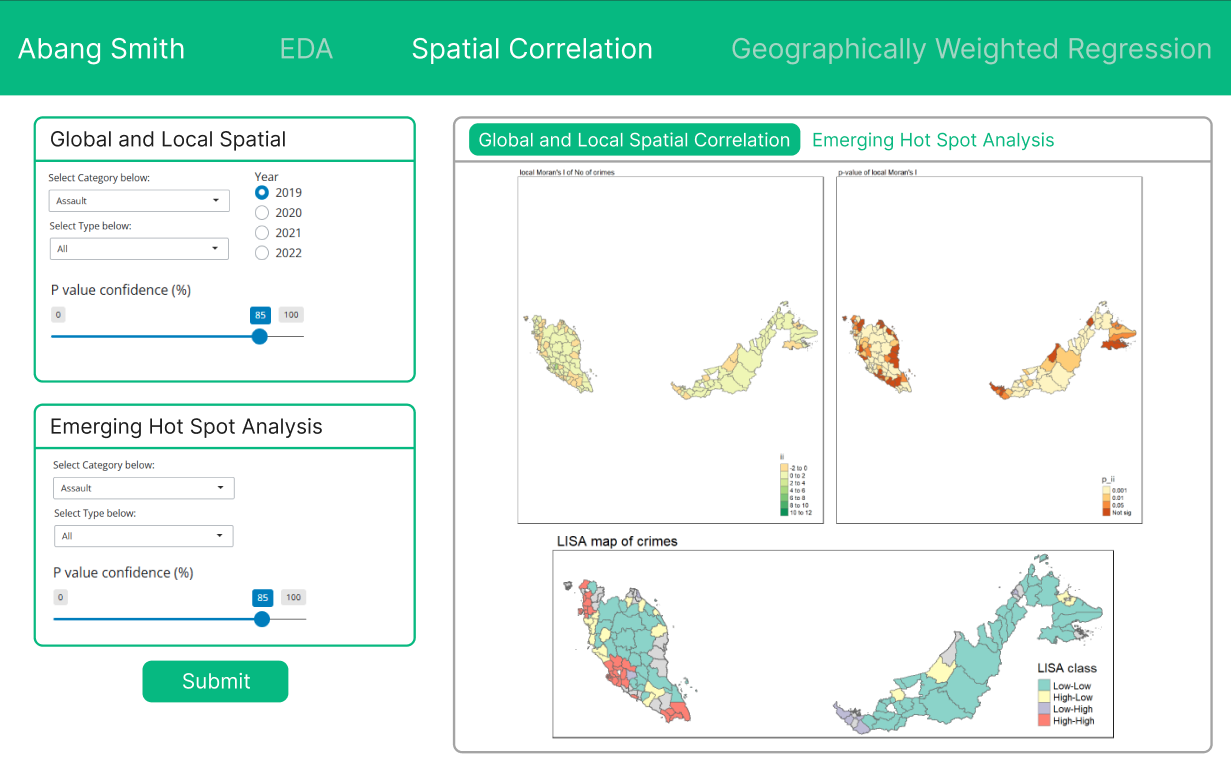 Abang Smith EDA Spatial Correlation Geographically Weighted Regression
Global and Local Spatial
Select Category below:
Assault
Select Type below:
All
Year
2019
2020
2021
2022
P value confidence (%)
0 85 100
Emerging Hot Spot Analysis
Select Category below:
Assault
Select Type below:
All
P value confidence (%)
0 85 100
Submit
Global and Local Spatial Correlation Emerging Hot Spot Analysis
local Moran's I of No of crimes
ii
-2 to 0
0 to 2
2 to 4
4 to 6
6 to 8
8 to 10
10 to 12
p-value of local Moran's I
p_ii
0.001
0.01
0.05
Not sig
LISA map of crimes
LISA class
Low-Low
High-Low
Low-High
High-High